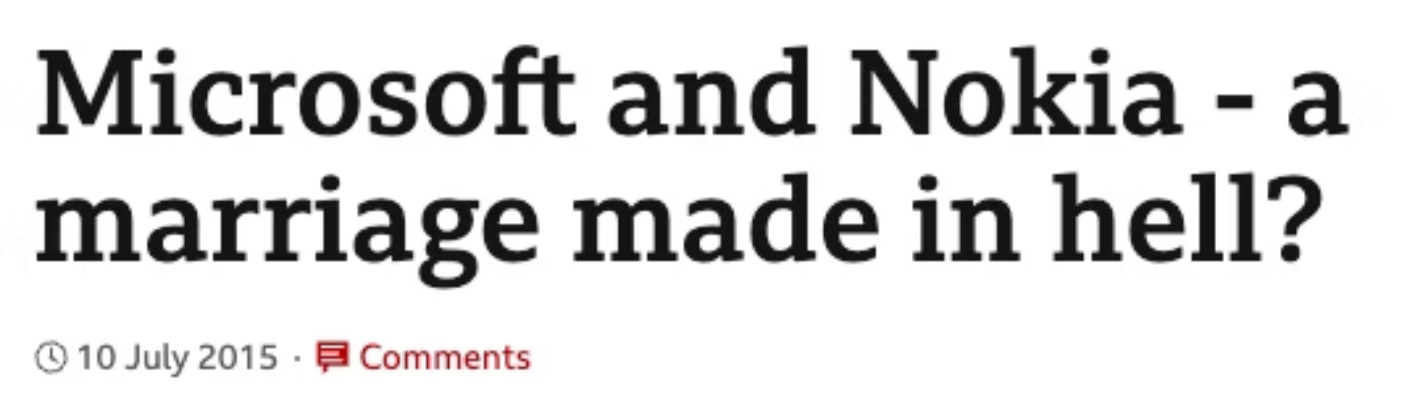 Microsoft and Nokia - a
marriage made in hell?
10 July 2015 · Comments